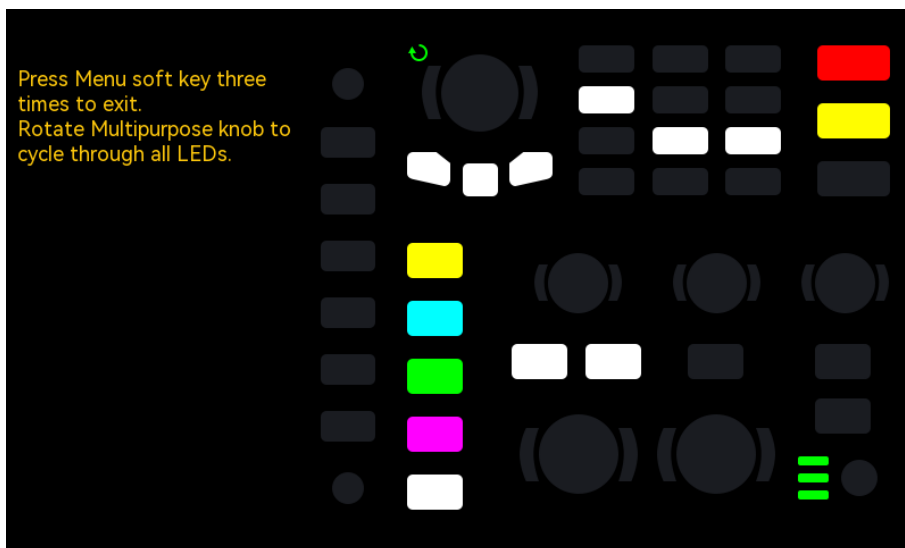 Press Menu soft key three
times to exit.
Rotate Multipurpose knob to
cycle through all LEDs.